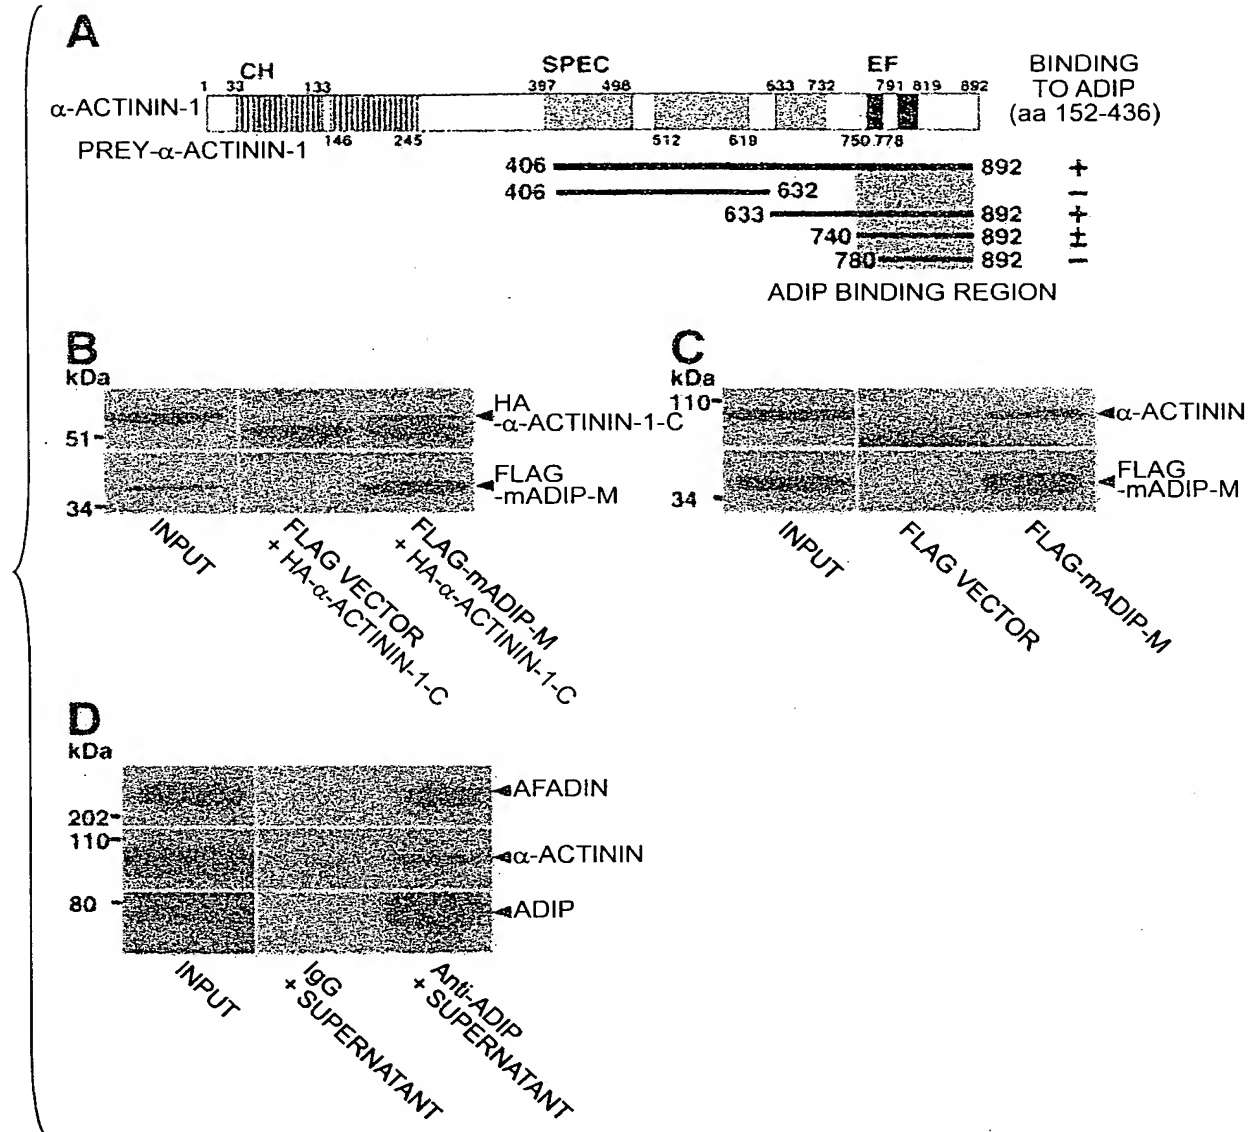 A
CH
SPEC
EF
BINDING
TO ADIP
(aa 152-436)
1 33 133 397 498 633 732 791 819 892
α-ACTININ-1
146 245 512 619 750 778
PREY-α-ACTININ-1
406 892 +
406 632 −
633 892 +
740 892 ±
780 892 −
ADIP BINDING REGION
B
kDa
51
34
HA
-α-ACTININ-1-C
FLAG
-mADIP-M
INPUT
FLAG VECTOR
+ HA-α-ACTININ-1-C
FLAG-mADIP-M
+ HA-α-ACTININ-1-C
C
kDa
110
34
α-ACTININ
FLAG
-mADIP-M
INPUT
FLAG VECTOR
FLAG-mADIP-M
D
kDa
202
110
80
AFADIN
α-ACTININ
ADIP
INPUT
IgG
+ SUPERNATANT
Anti-ADIP
+ SUPERNATANT